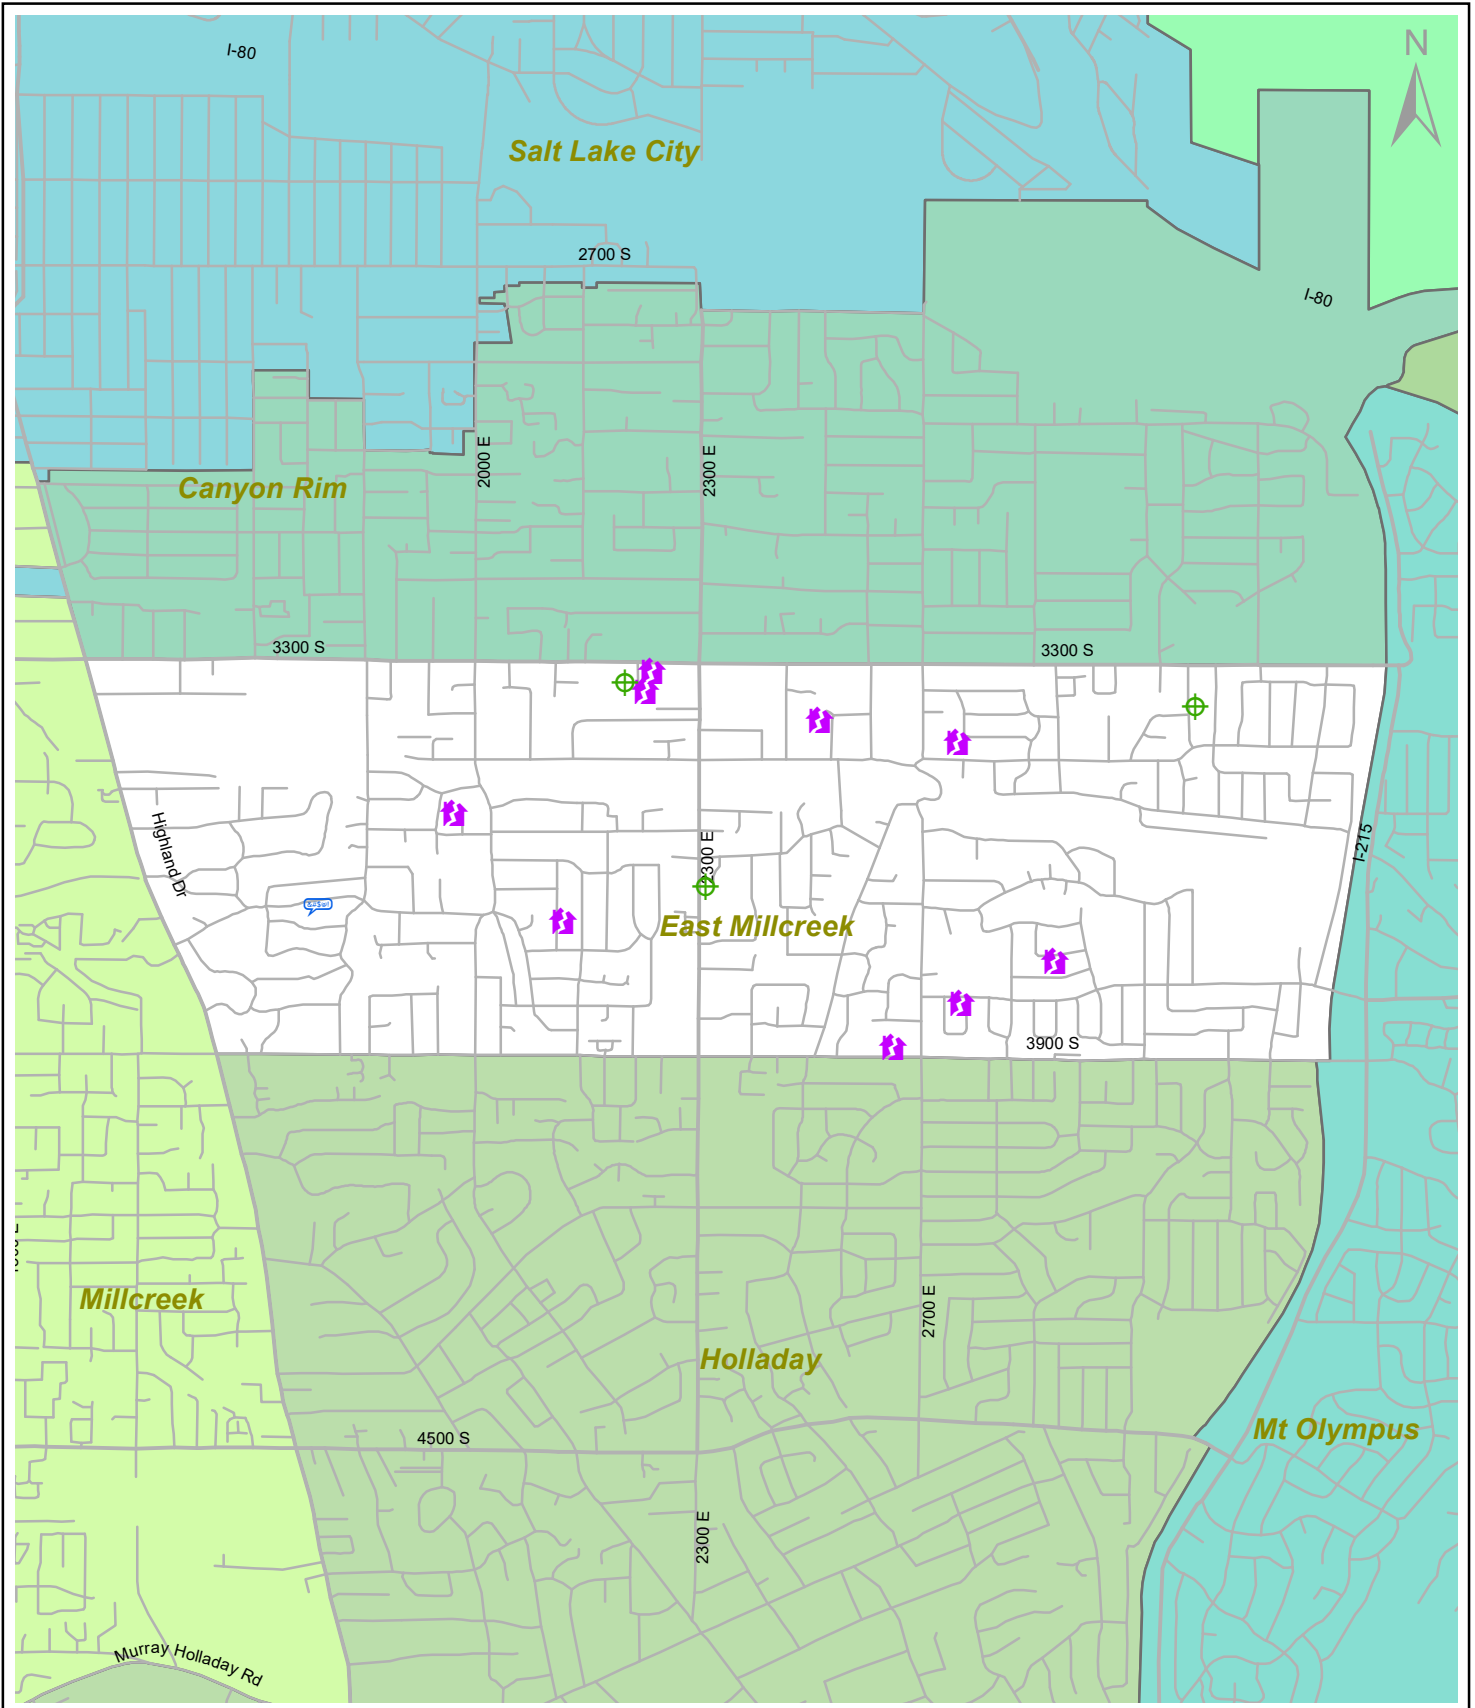 I-80
N
Salt Lake City
2700 S
I-80
2000 E
2300 E
Canyon Rim
3300 S
3300 S
Highland Dr
2300 E
I-215
East Millcreek
3900 S
Millcreek
2700 E
Holladay
Mt Olympus
4500 S
2300 E
Murray Holladay Rd